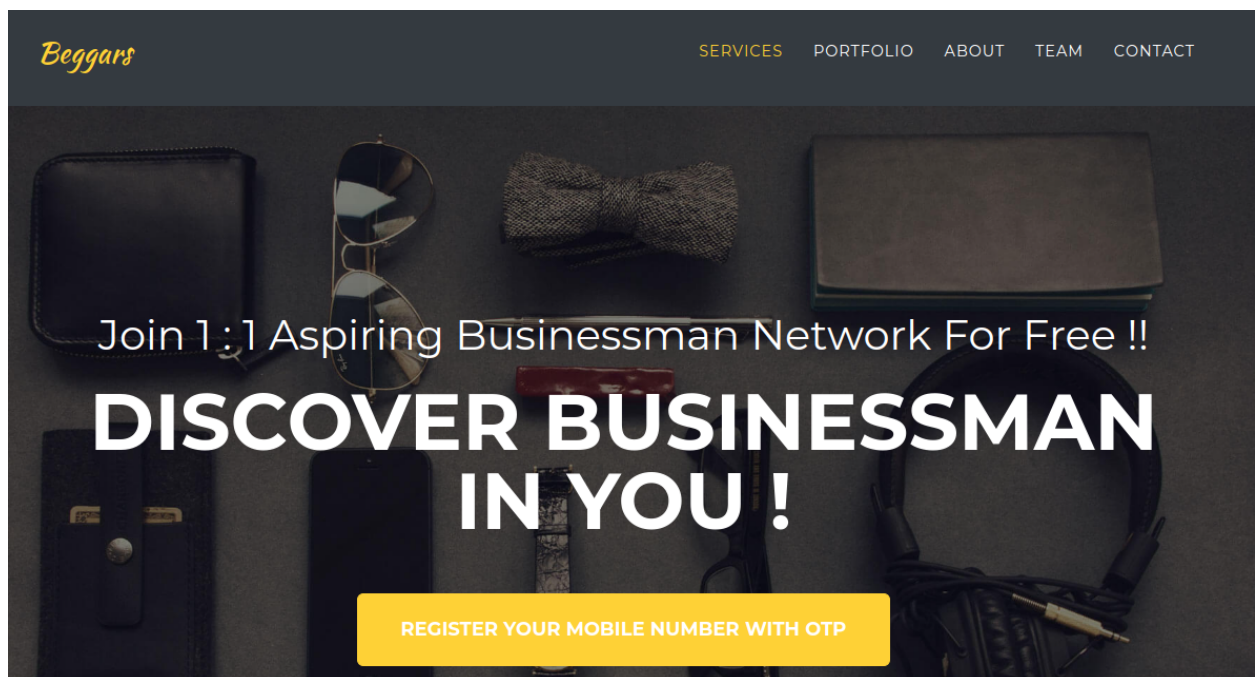 Beggars
SERVICES PORTFOLIO ABOUT TEAM CONTACT
Join 1 : 1 Aspiring Businessman Network For Free !!
DISCOVER BUSINESSMAN
IN YOU !
REGISTER YOUR MOBILE NUMBER WITH OTP